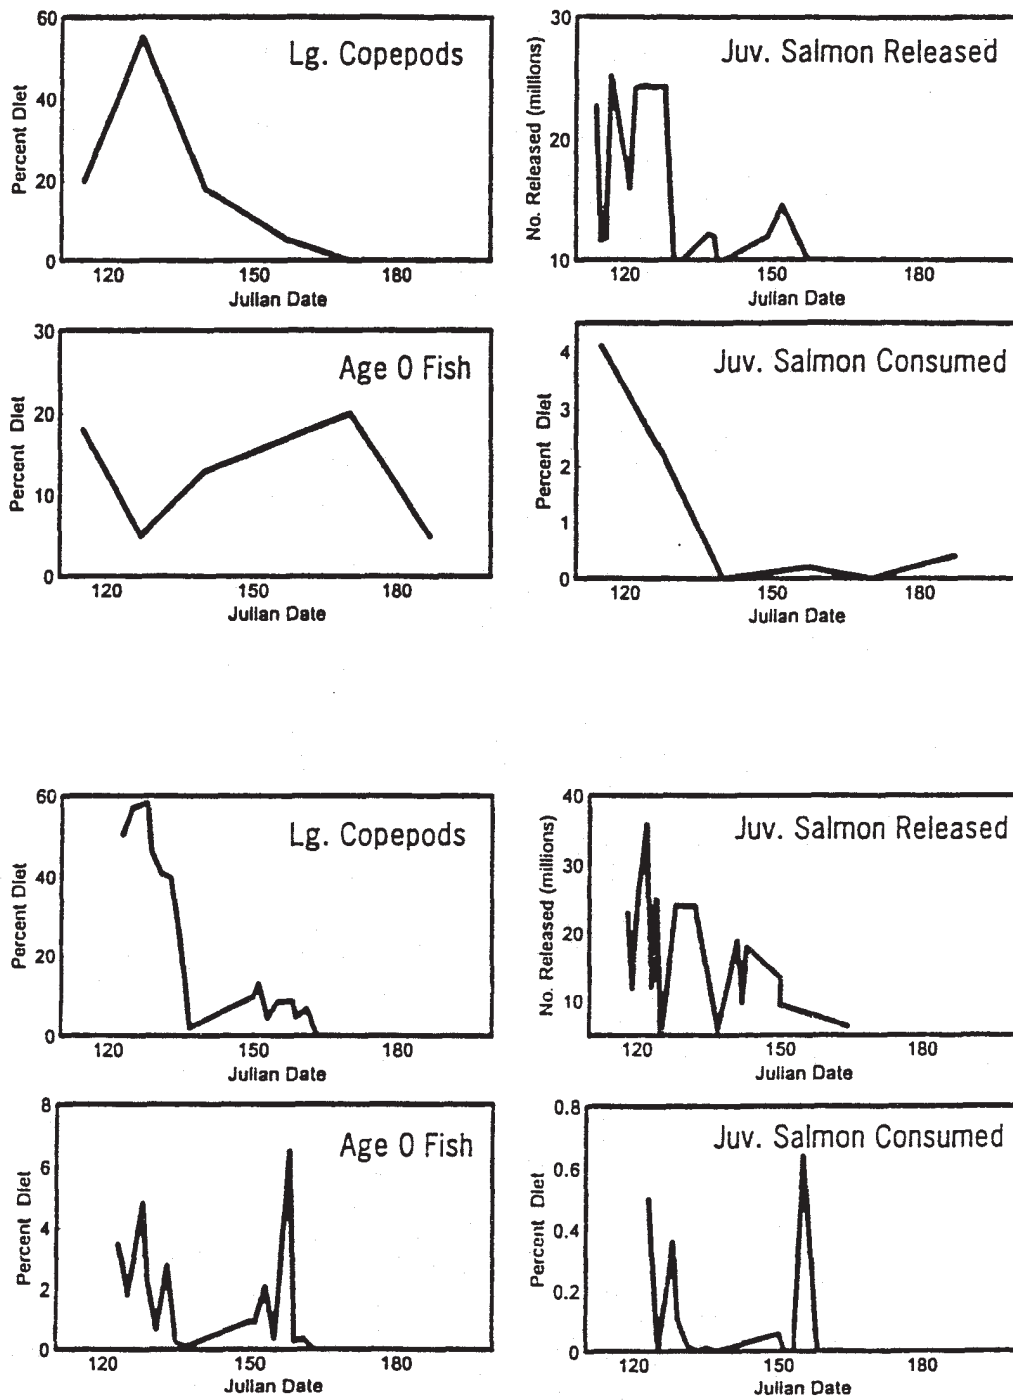 60
Lg. Copepods
40
20
0
Percent Diet
120 150 180
Julian Date
30
Juv. Salmon Released
20
10
No. Released (millions)
120 150 180
Julian Date
30
Age 0 Fish
20
10
0
Percent Diet
120 150 180
Julian Date
Juv. Salmon Consumed
4
3
2
1
0
Percent Diet
120 150 180
Julian Date
60
Lg. Copepods
40
20
0
Percent Diet
120 150 180
Julian Date
40
Juv. Salmon Released
30
20
10
No. Released (millions)
120 150 180
Julian Date
8
Age 0 Fish
6
4
2
0
Percent Diet
120 150 180
Julian Date
0.8
Juv. Salmon Consumed
0.6
0.4
0.2
0
Percent Diet
120 150 180
Julian Date